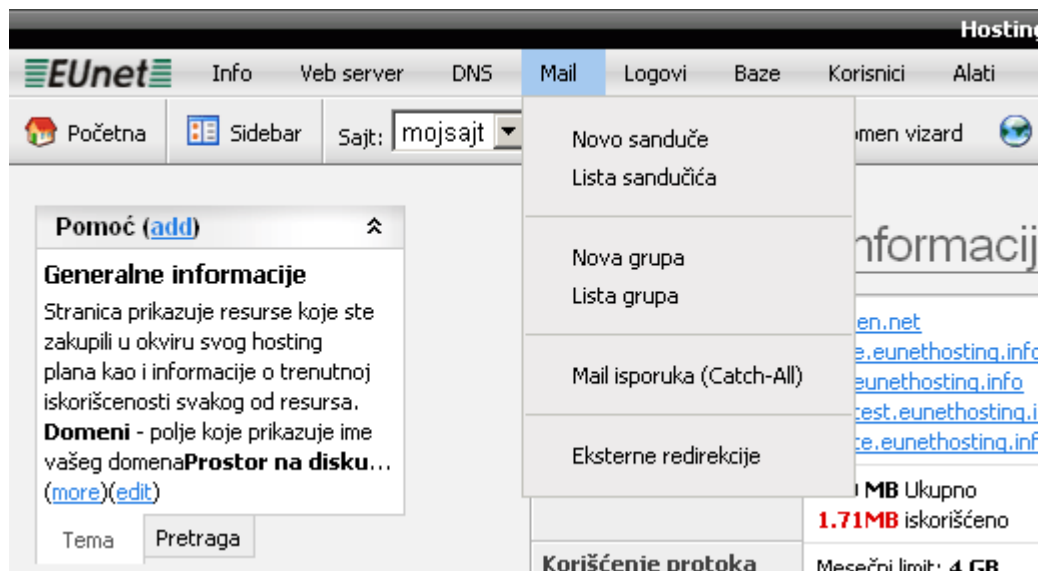 Hosting
EUnet Info Veb server DNS Mail Logovi Baze Korisnici Alati
Početna Sidebar Sajt: mojsajt vizard
Novo sanduče
Lista sandučića
Nova grupa
Lista grupa
Mail isporuka (Catch-All)
Eksterne redirekcije
Pomoć (add)
Generalne informacije
Stranica prikazuje resurse koje ste
zakupili u okviru svog hosting
plana kao i informacije o trenutnoj
iskorišcenosti svakog od resursa.
Domeni - polje koje prikazuje ime
vašeg domenaProstor na disku...
(more)(edit)
Tema Pretraga
nformacij
en.net
e.eunethosting.info
eunethosting.info
test.eunethosting.i
te.eunethosting.inf
MB Ukupno
1.71MB iskorišćeno
Korišćenje protoka
Mesečni limit: 4 GB